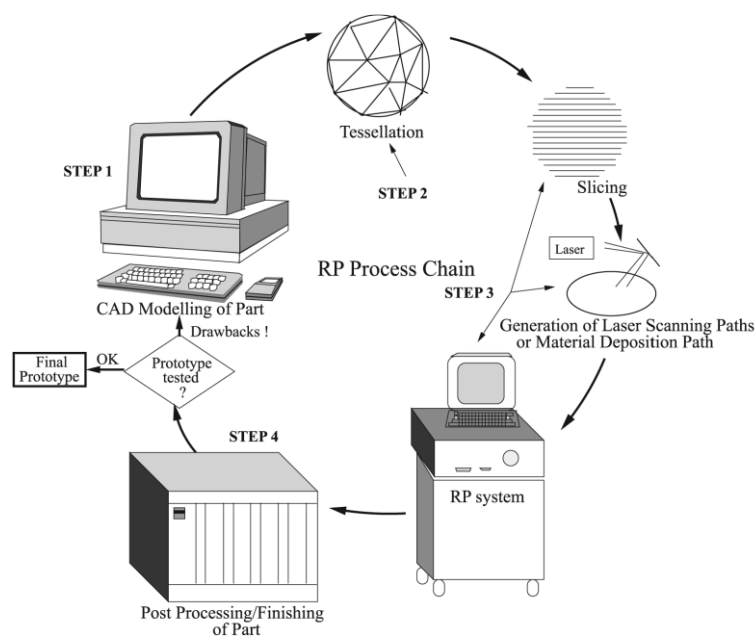 STEP 1
Tessellation
STEP 2
Slicing
Laser
RP Process Chain
STEP 3
CAD Modelling of Part
Generation of Laser Scanning Paths
or Material Deposition Path
Drawbacks !
Final
Prototype
OK
Prototype
tested
?
STEP 4
RP system
Post Processing/Finishing
of Part